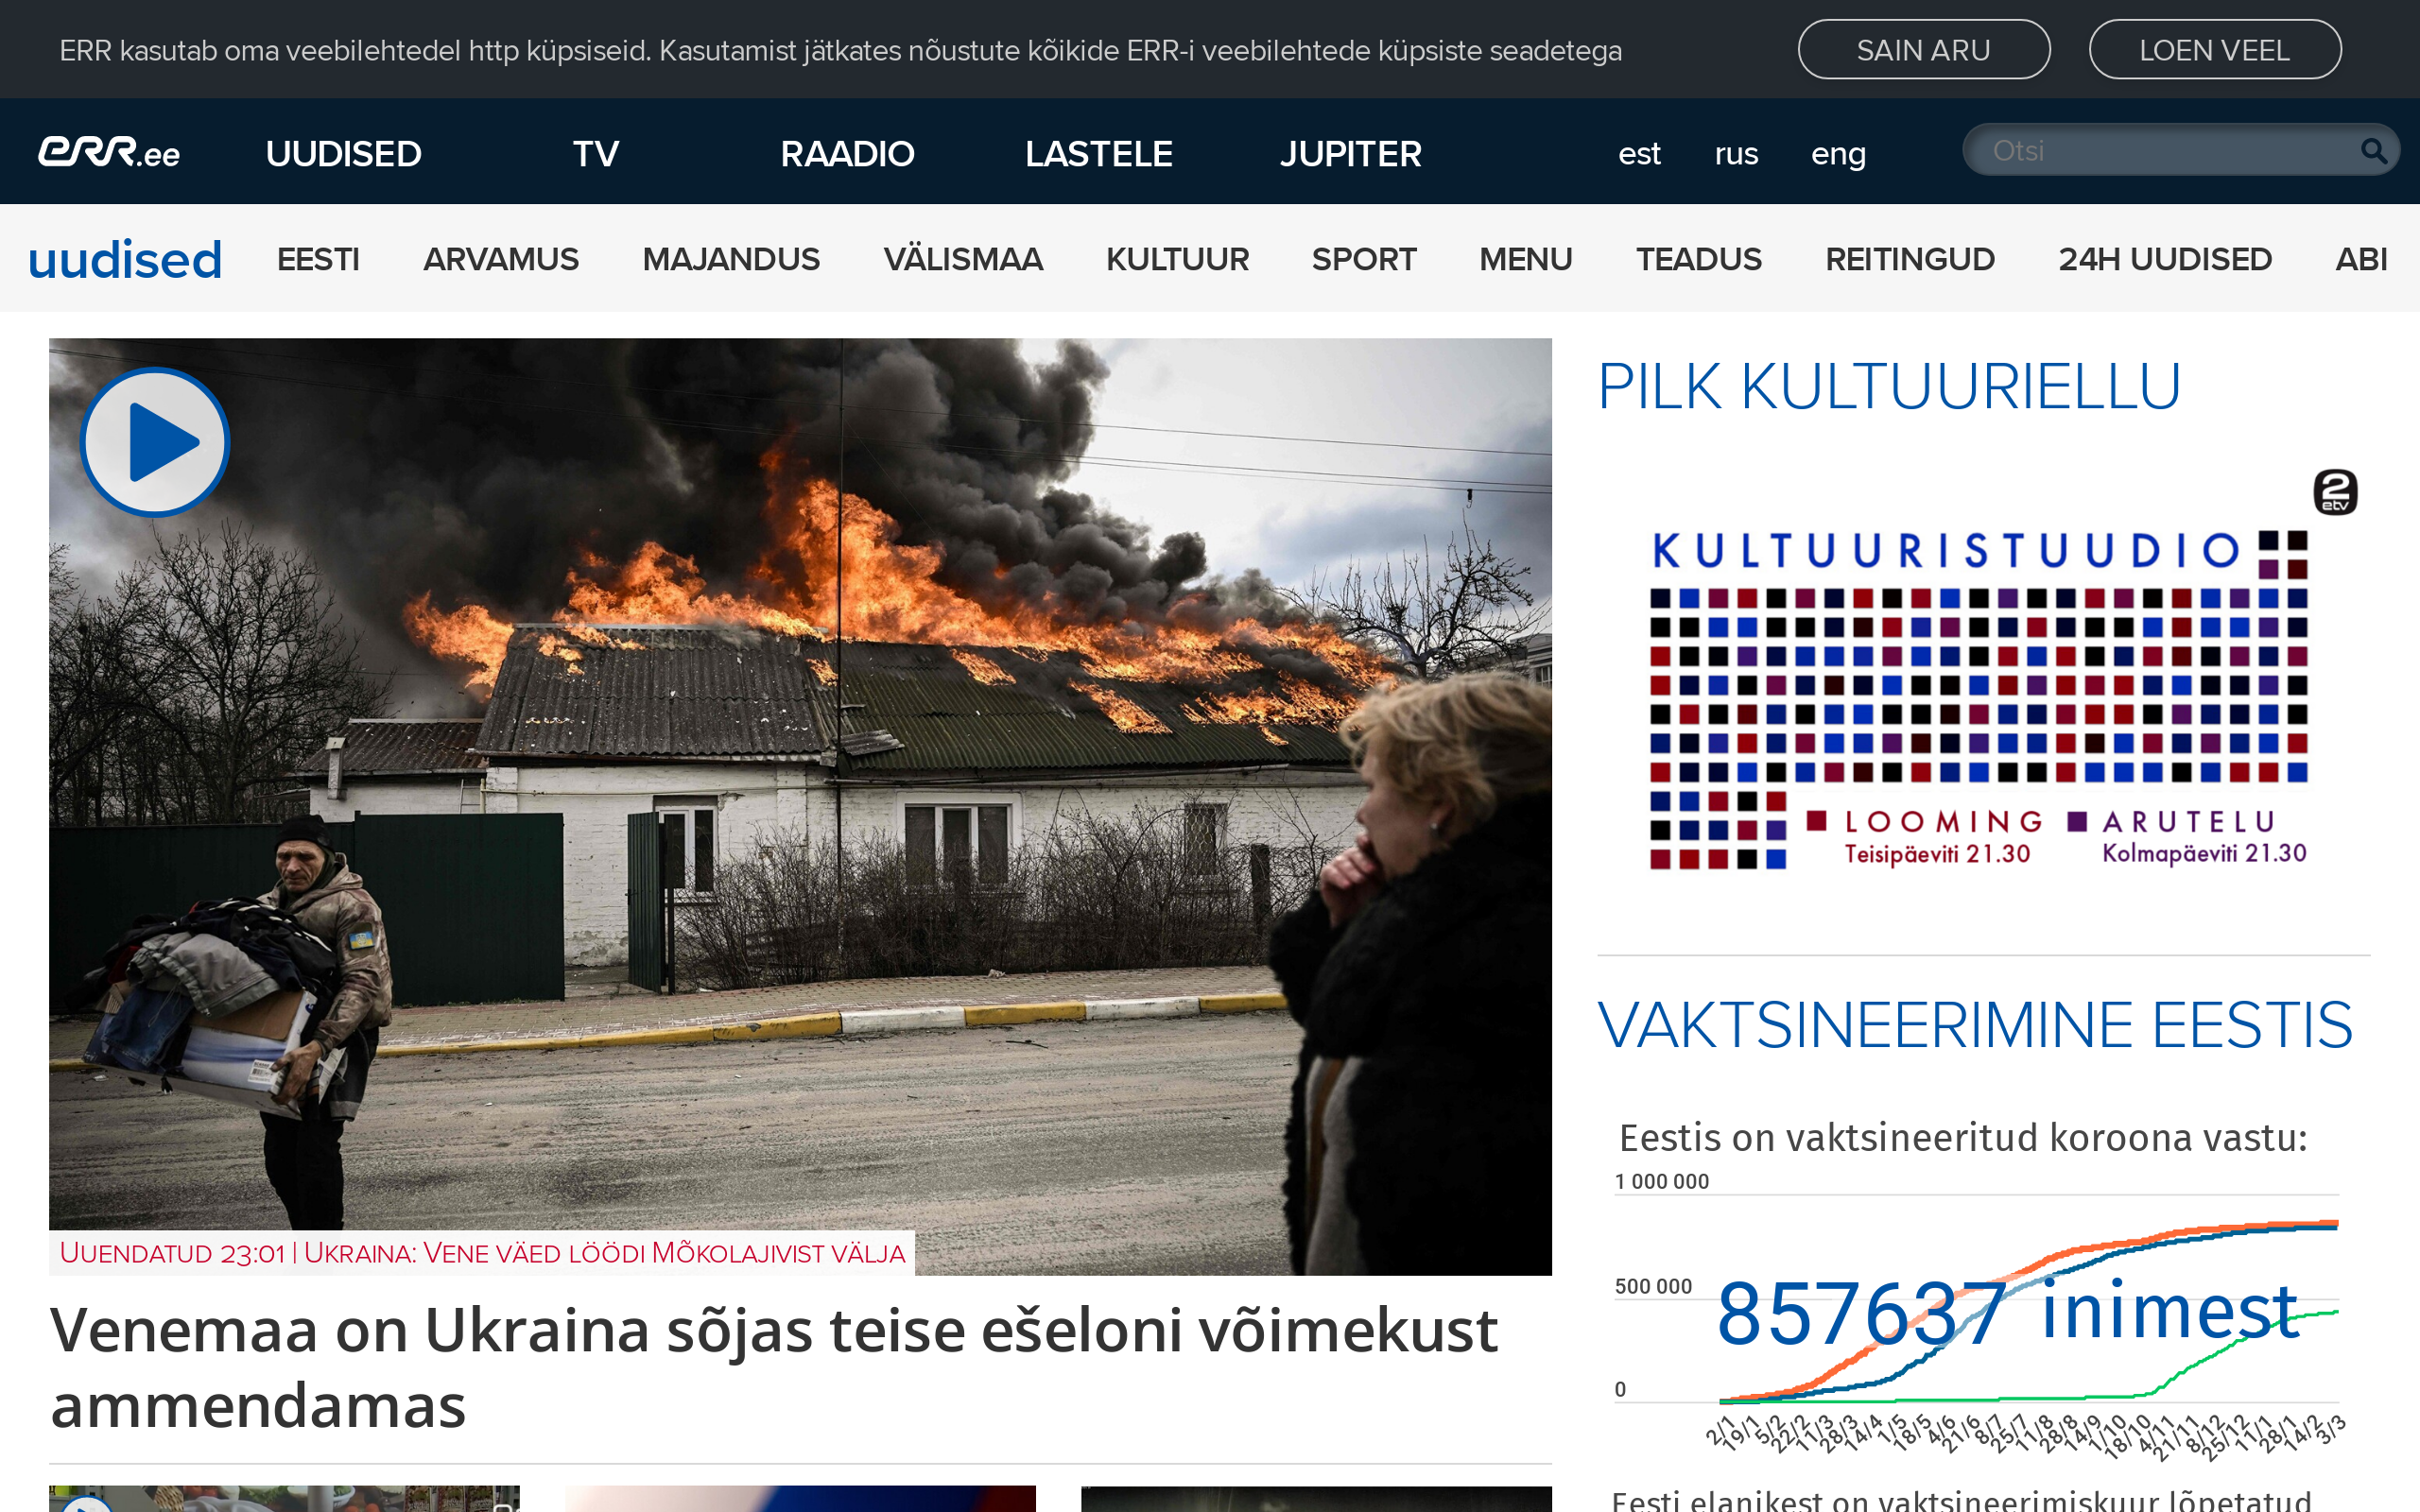 ERR kasutab oma veebilehtedel http küpsiseid. Kasutamist jätkates nõustute kõikide ERR-i veebilehtede küpsiste seadetega
SAIN ARU
LOEN VEEL
err.ee
UUDISED
TV
RAADIO
LASTELE
JUPITER
est
rus
eng
Otsi
uudised
EESTI
ARVAMUS
MAJANDUS
VÄLISMAA
KULTUUR
SPORT
MENU
TEADUS
REITINGUD
24H UUDISED
ABI
Uuendatud 23:01 | Ukraina: Vene väed löödi Mõkolajivist välja
Venemaa on Ukraina sõjas teise ešeloni võimekust
ammendamas
PILK KULTUURIELLU
2
etv
KULTUURISTUUDIO
LOOMING
Teisipäeviti 21.30
ARUTELU
Kolmapäeviti 21.30
VAKTSINEERIMINE EESTIS
Eestis on vaktsineeritud koroona vastu:
1 000 000
500 000
857637 inimest
0
2/1 19/1 5/2 22/2 11/3 28/3 14/4 1/5 18/5 4/6 21/6 8/7 25/7 11/8 28/8 14/9 1/10 18/10 4/11 21/11 8/12 25/12 11/1 28/1 14/2 3/3
Eesti elanikest on vaktsineerimiskuur lõpetatud